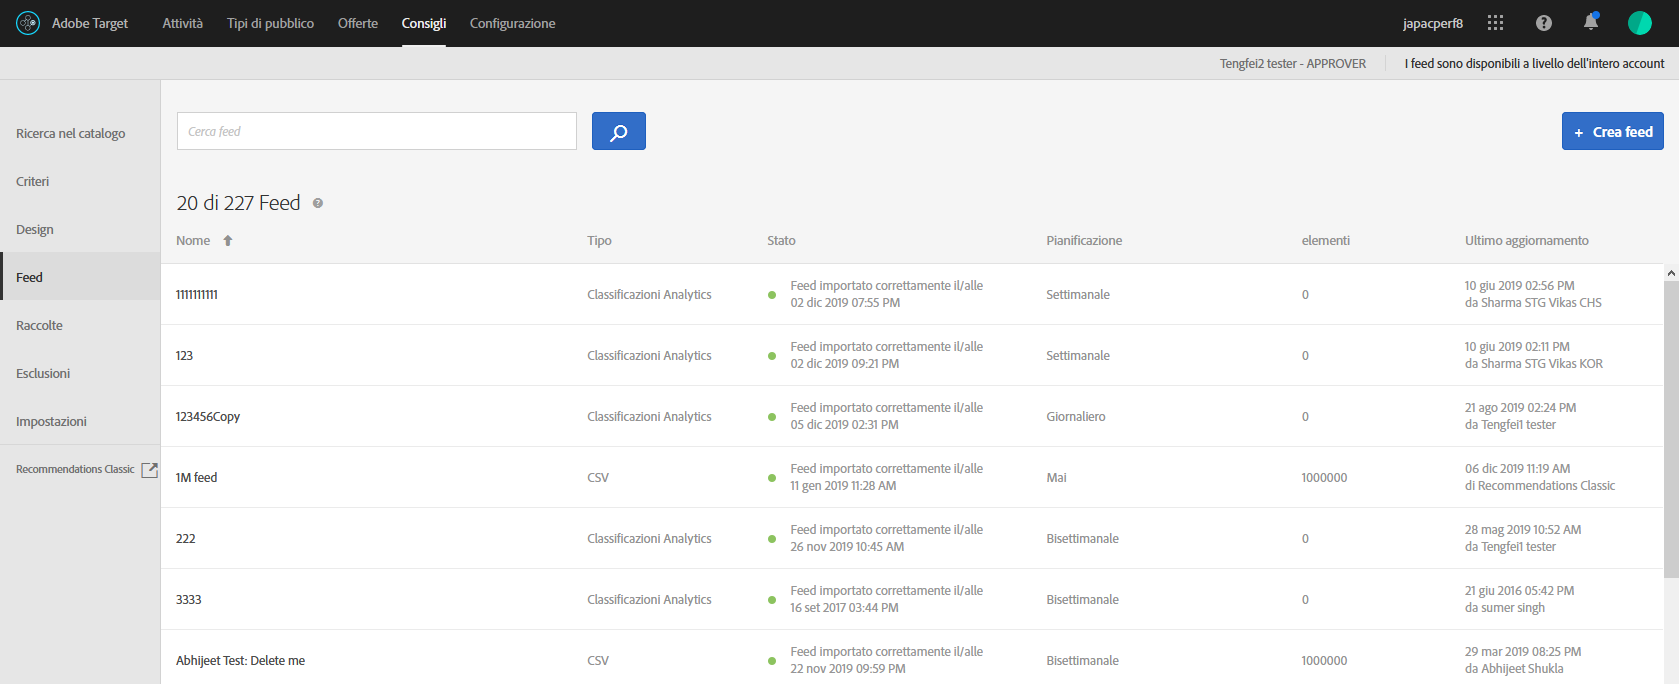 Adobe Target Attività Tipi di pubblico Offerte Consigli Configurazione japacperf8
Tengfei2 tester - APPROVER I feed sono disponibili a livello dell'intero account
Ricerca nel catalogo
Criteri
Design
Feed
Raccolte
Esclusioni
Impostazioni
Recommendations Classic
Cerca feed
+ Crea feed
20 di 227 Feed
Nome Tipo Stato Pianificazione elementi Ultimo aggiornamento
1111111111 Classificazioni Analytics Feed importato correttamente il/alle 02 dic 2019 07:55 PM Settimanale 0 10 giu 2019 02:56 PM da Sharma STG Vikas CHS
123 Classificazioni Analytics Feed importato correttamente il/alle 02 dic 2019 09:21 PM Settimanale 0 10 giu 2019 02:11 PM da Sharma STG Vikas KOR
123456Copy Classificazioni Analytics Feed importato correttamente il/alle 05 dic 2019 02:31 PM Giornaliero 0 21 ago 2019 02:24 PM da Tengfei1 tester
1M feed CSV Feed importato correttamente il/alle 11 gen 2019 11:28 AM Mai 1000000 06 dic 2019 11:19 AM di Recommendations Classic
222 Classificazioni Analytics Feed importato correttamente il/alle 26 nov 2019 10:45 AM Bisettimanale 0 28 mag 2019 10:52 AM da Tengfei1 tester
3333 Classificazioni Analytics Feed importato correttamente il/alle 16 set 2017 03:44 PM Bisettimanale 0 21 giu 2016 05:42 PM da sumer singh
Abhijeet Test: Delete me CSV Feed importato correttamente il/alle 22 nov 2019 09:59 PM Bisettimanale 1000000 29 mar 2019 08:25 PM da Abhijeet Shukla